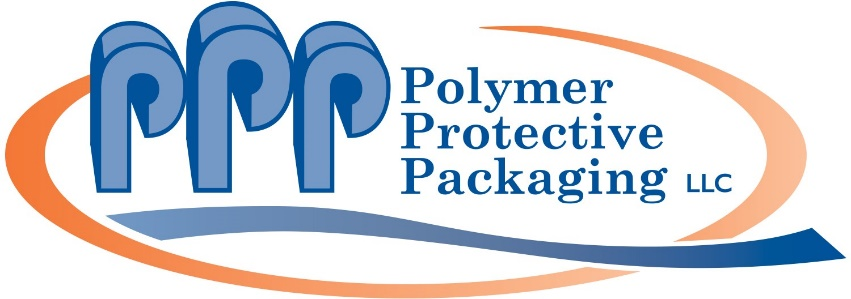 PPP
Polymer
Protective
Packaging LLC